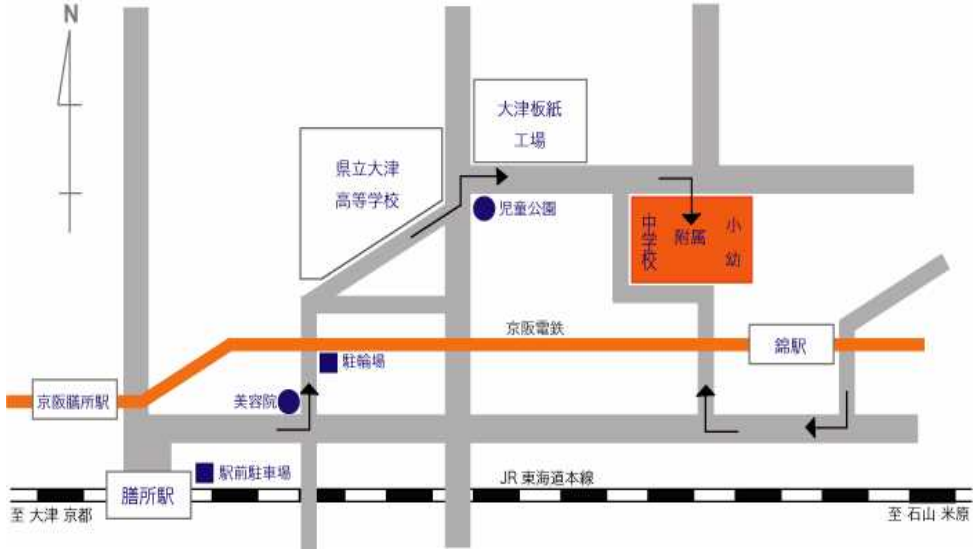 N
大津板紙
工場
県立大津
高等学校
児童公園
中学校
附属
小
幼
京阪電鉄
錦駅
駐輪場
京阪膳所駅
美容院
駅前駐車場
膳所駅
JR 東海道本線
至 大津 京都
至 石山 米原